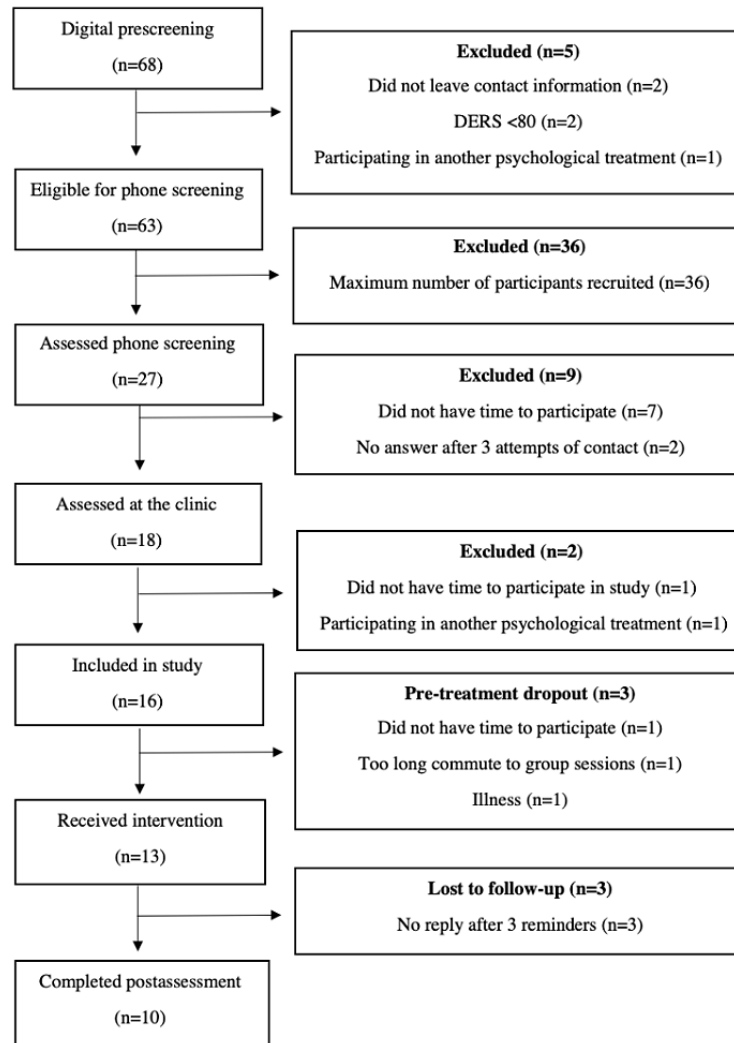 Digital prescreening
(n=68)
Excluded (n=5)
Did not leave contact information (n=2)
DERS <80 (n=2)
Participating in another psychological treatment (n=1)
Eligible for phone screening
(n=63)
Excluded (n=36)
Maximum number of participants recruited (n=36)
Assessed phone screening
(n=27)
Excluded (n=9)
Did not have time to participate (n=7)
No answer after 3 attempts of contact (n=2)
Assessed at the clinic
(n=18)
Excluded (n=2)
Did not have time to participate in study (n=1)
Participating in another psychological treatment (n=1)
Included in study
(n=16)
Pre-treatment dropout (n=3)
Did not have time to participate (n=1)
Too long commute to group sessions (n=1)
Illness (n=1)
Received intervention
(n=13)
Lost to follow-up (n=3)
No reply after 3 reminders (n=3)
Completed postassessment
(n=10)